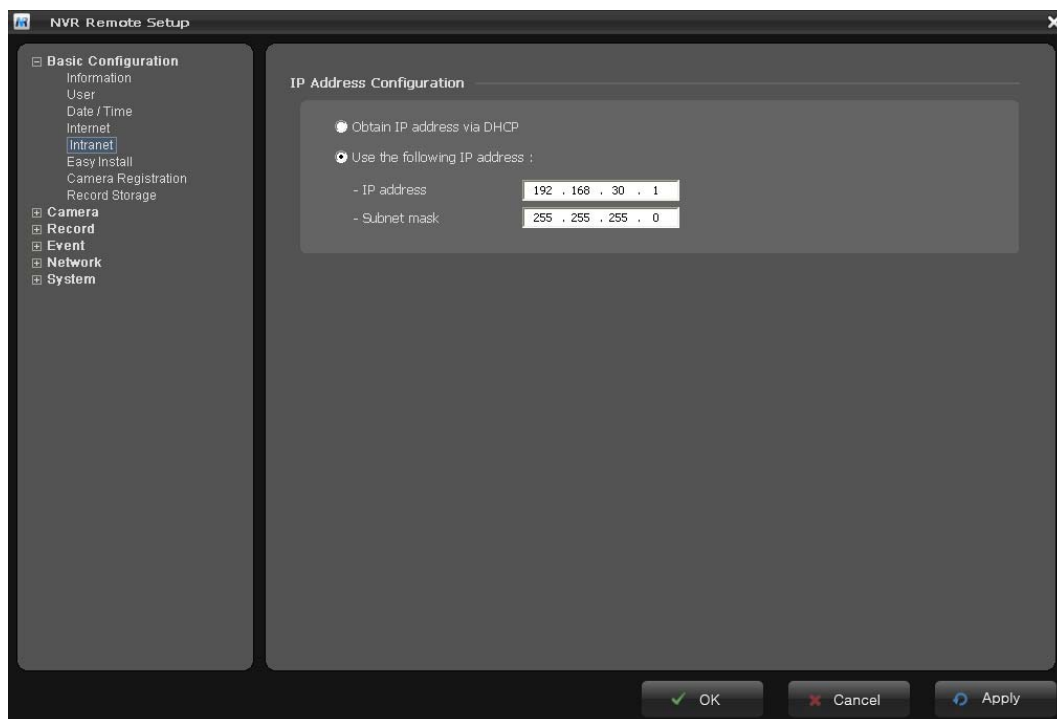 NVR Remote Setup
Basic Configuration
Information
User
Date / Time
Internet
Intranet
Easy Install
Camera Registration
Record Storage
Camera
Record
Event
Network
System
IP Address Configuration
Obtain IP address via DHCP
Use the following IP address :
- IP address 192 . 168 . 30 . 1
- Subnet mask 255 . 255 . 255 . 0
OK Cancel Apply